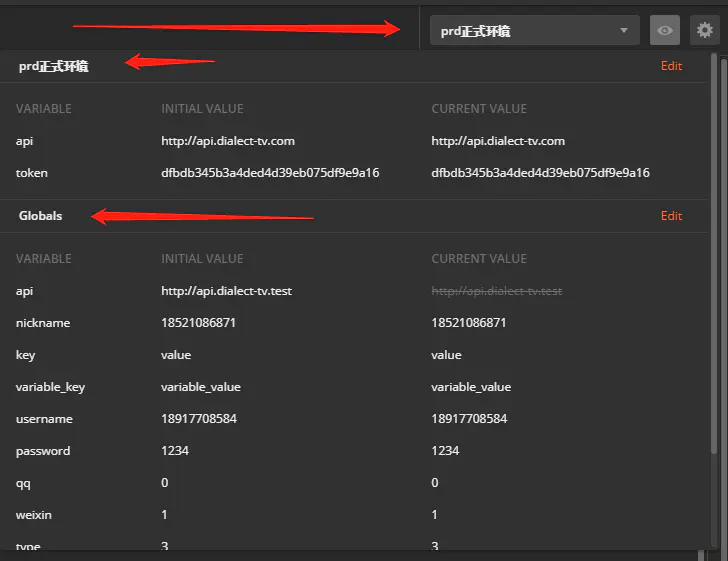 prd正式环境
prd正式环境 Edit
VARIABLE INITIAL VALUE CURRENT VALUE
api http://api.dialect-tv.com http://api.dialect-tv.com
token dfbdb345b3a4ded4d39eb075df9e9a16 dfbdb345b3a4ded4d39eb075df9e9a16
Globals Edit
VARIABLE INITIAL VALUE CURRENT VALUE
api http://api.dialect-tv.test http://api.dialect-tv.test
nickname 18521086871 18521086871
key value value
variable_key variable_value variable_value
username 18917708584 18917708584
password 1234 1234
qq 0 0
weixin 1 1
type 3 3